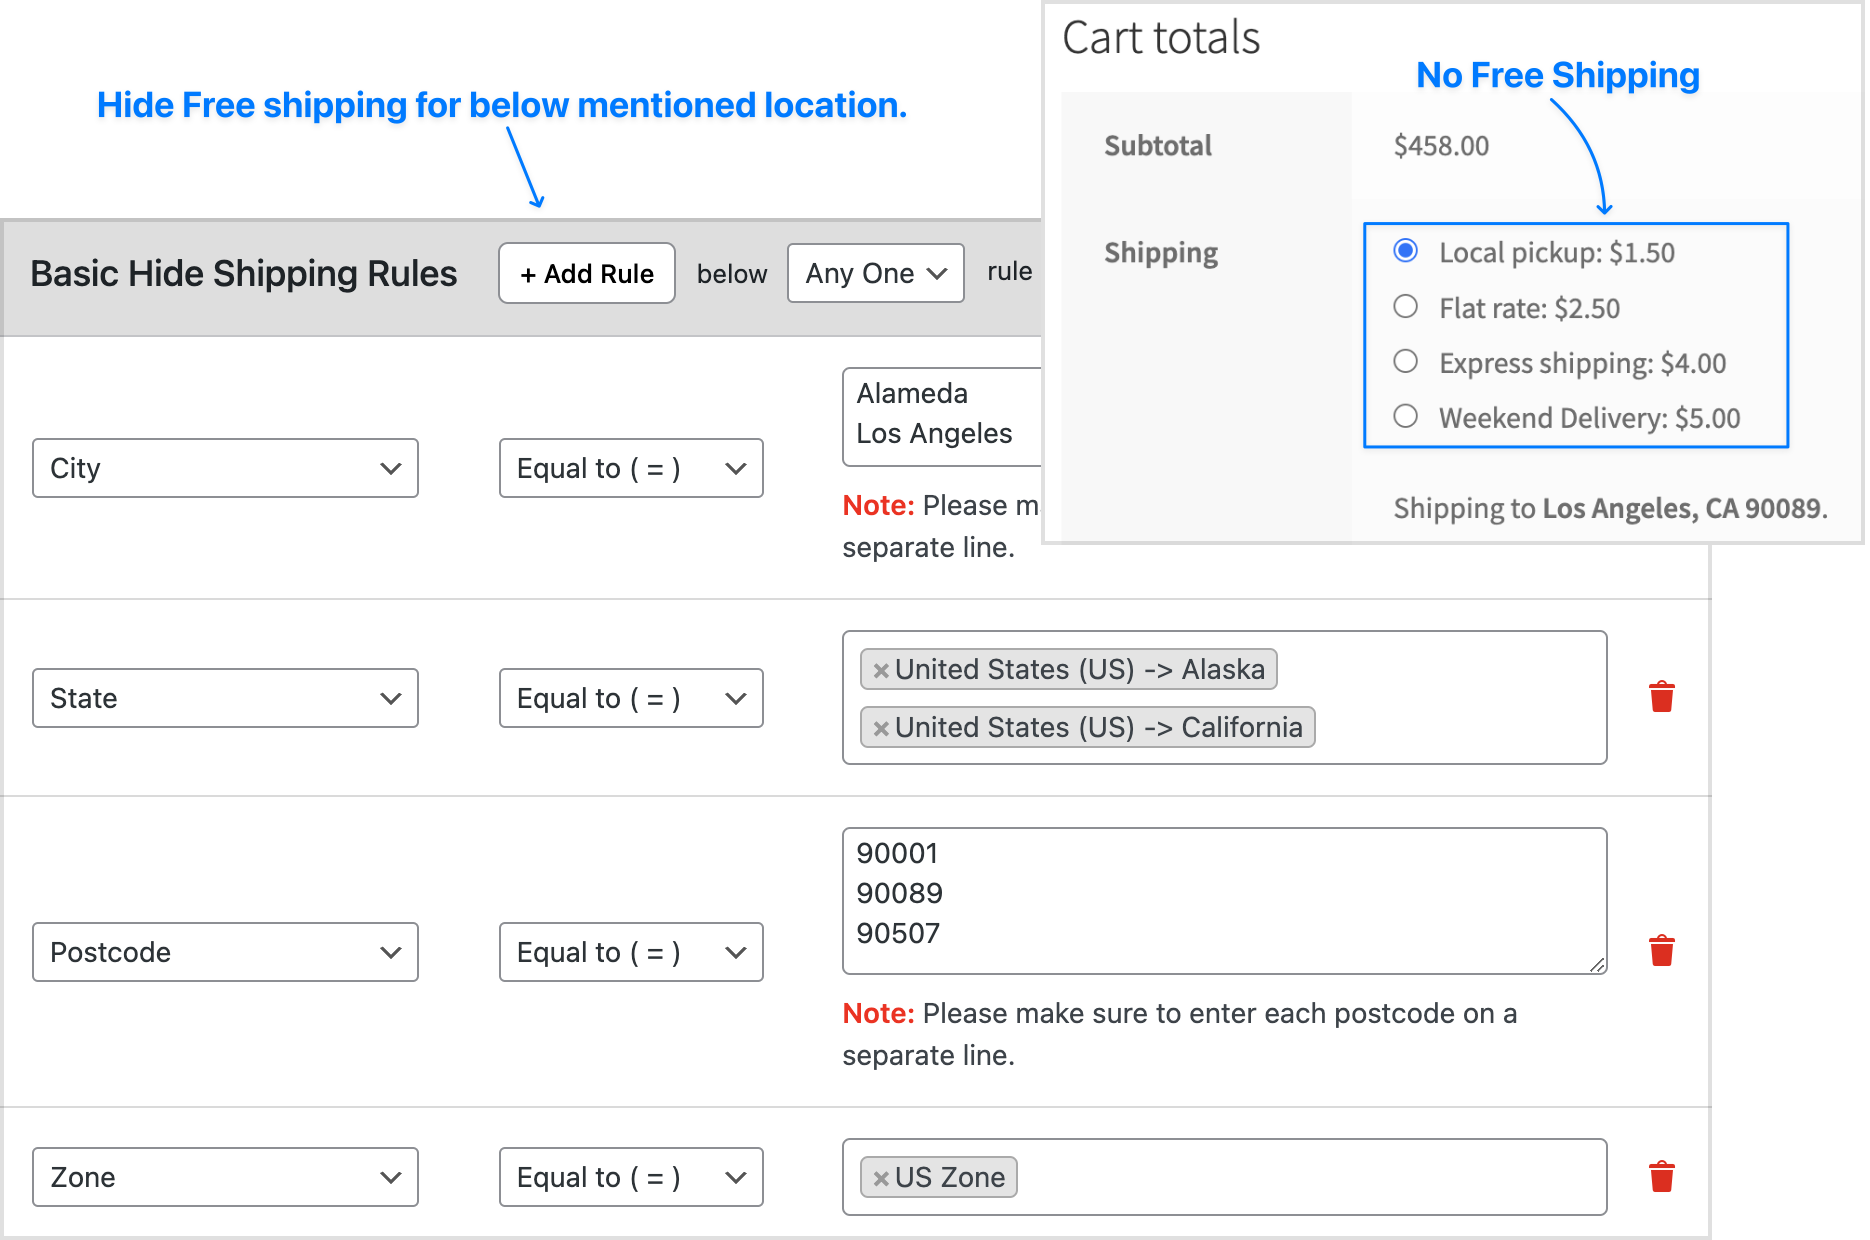 Hide Free shipping for below mentioned location.
Basic Hide Shipping Rules
+ Add Rule
below
Any One
rule
City
Equal to ( = )
Alameda
Los Angeles
Note: Please
separate line.
State
Equal to ( = )
×United States (US) -> Alaska
×United States (US) -> California
Postcode
Equal to ( = )
90001
90089
90507
Note: Please make sure to enter each postcode on a
separate line.
Zone
Equal to ( = )
×US Zone
Cart totals
No Free Shipping
Subtotal
$458.00
Shipping
Local pickup: $1.50
Flat rate: $2.50
Express shipping: $4.00
Weekend Delivery: $5.00
Shipping to Los Angeles, CA 90089.